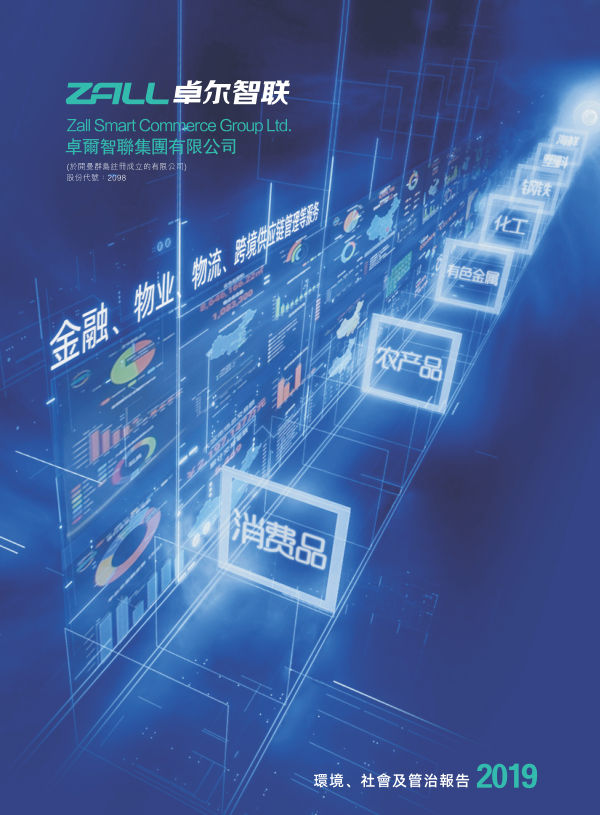 ZALL 卓尔智联
Zall Smart Commerce Group Ltd.
卓爾智聯集團有限公司
(於開曼群島註冊成立的有限公司)
股份代號：2098
金融、物业、物流、跨境供应链管理等服务
海鲜
塑料
钢铁
化工
有色金属
农产品
消费品
環境、社會及管治報告 2019